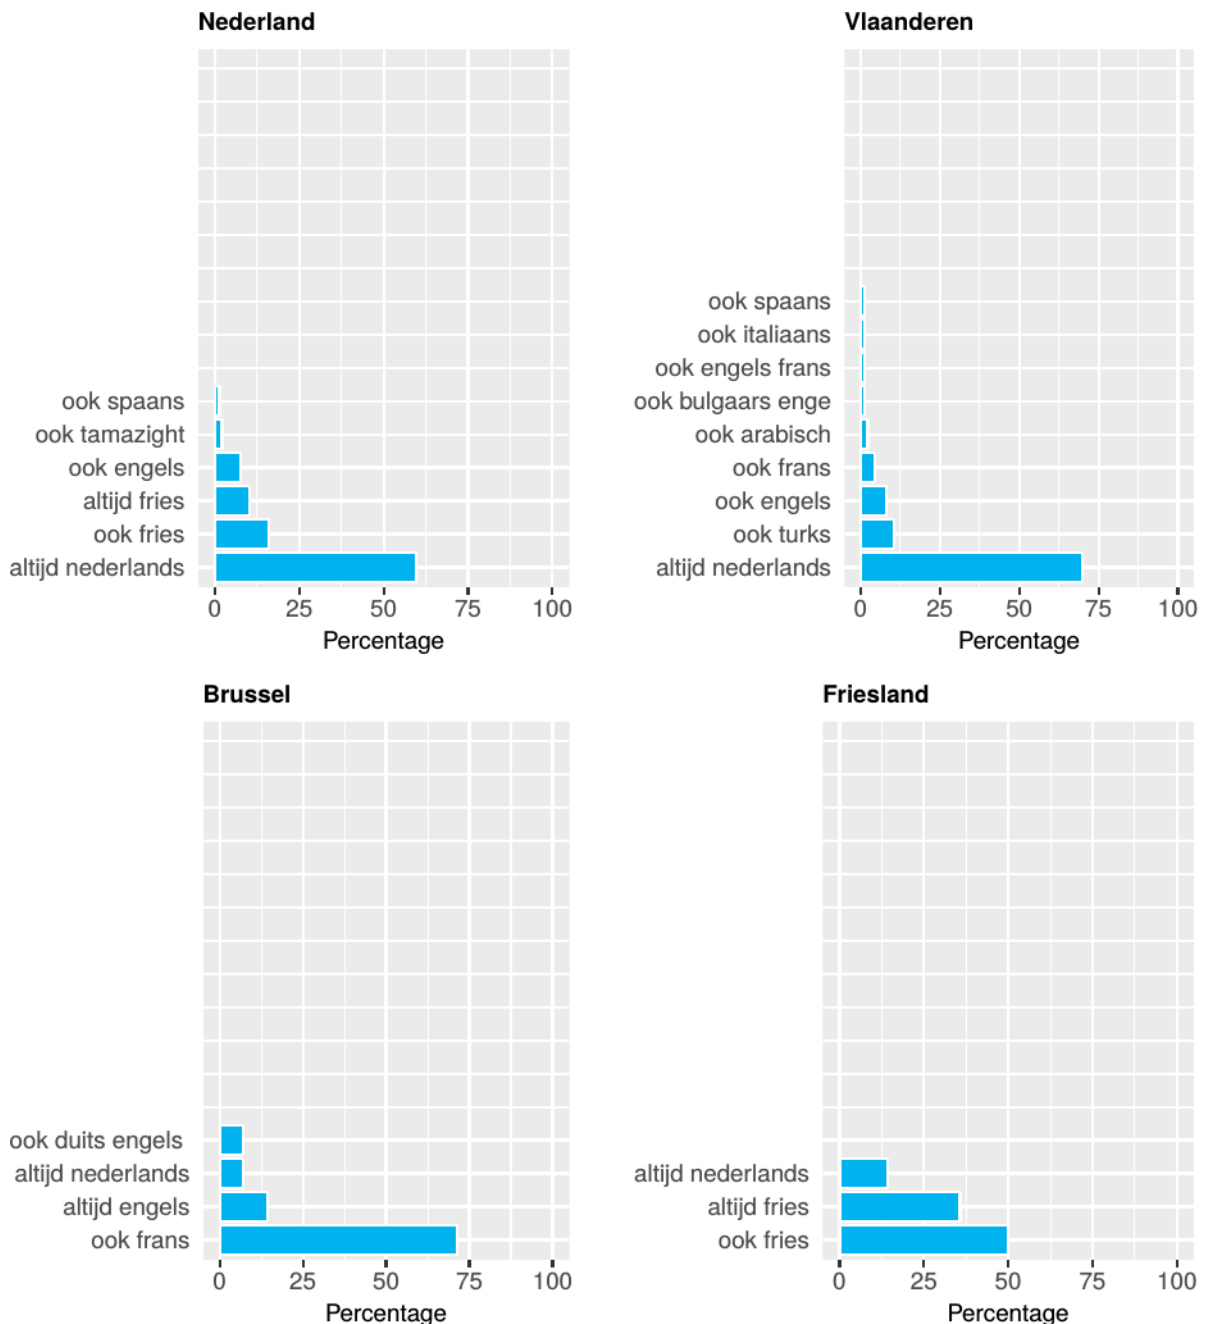 Nederland
ook spaans
ook tamazight
ook engels
altijd fries
ook fries
altijd nederlands
0 25 50 75 100
Percentage
Vlaanderen
ook spaans
ook italiaans
ook engels frans
ook bulgaars enge
ook arabisch
ook frans
ook engels
ook turks
altijd nederlands
0 25 50 75 100
Percentage
Brussel
ook duits engels
altijd nederlands
altijd engels
ook frans
0 25 50 75 100
Percentage
Friesland
altijd nederlands
altijd fries
ook fries
0 25 50 75 100
Percentage